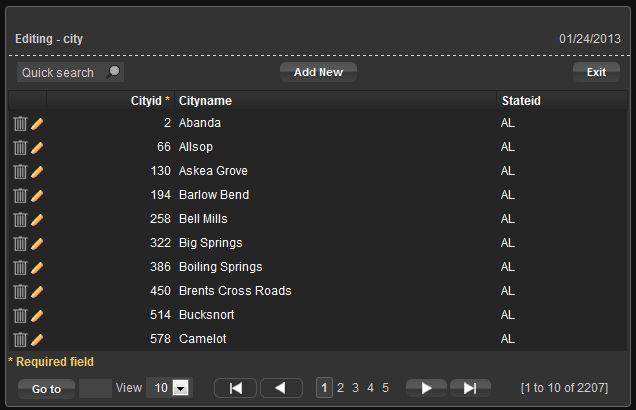 Editing - city 01/24/2013
Quick search Add New Exit
Cityid * Cityname Stateid
2 Abanda AL
66 Allsop AL
130 Askea Grove AL
194 Barlow Bend AL
258 Bell Mills AL
322 Big Springs AL
386 Boiling Springs AL
450 Brents Cross Roads AL
514 Bucksnort AL
578 Camelot AL
* Required field
Go to View 10 1 2 3 4 5 [1 to 10 of 2207]